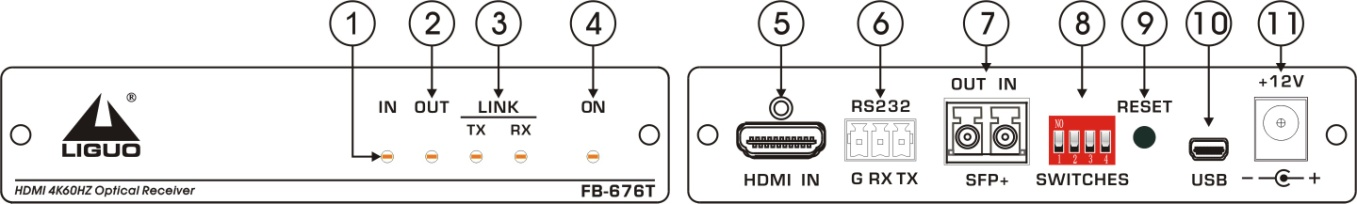 1 2 3 4 5 6 7 8 9 10 11
®
LIGUO
IN OUT LINK ON
TX RX
HDMI 4K60HZ Optical Receiver
FB-676T
HDMI IN
RS232
G RX TX
OUT IN
SFP+
NO
1 2 3 4
SWITCHES
RESET
USB
+12V
- +